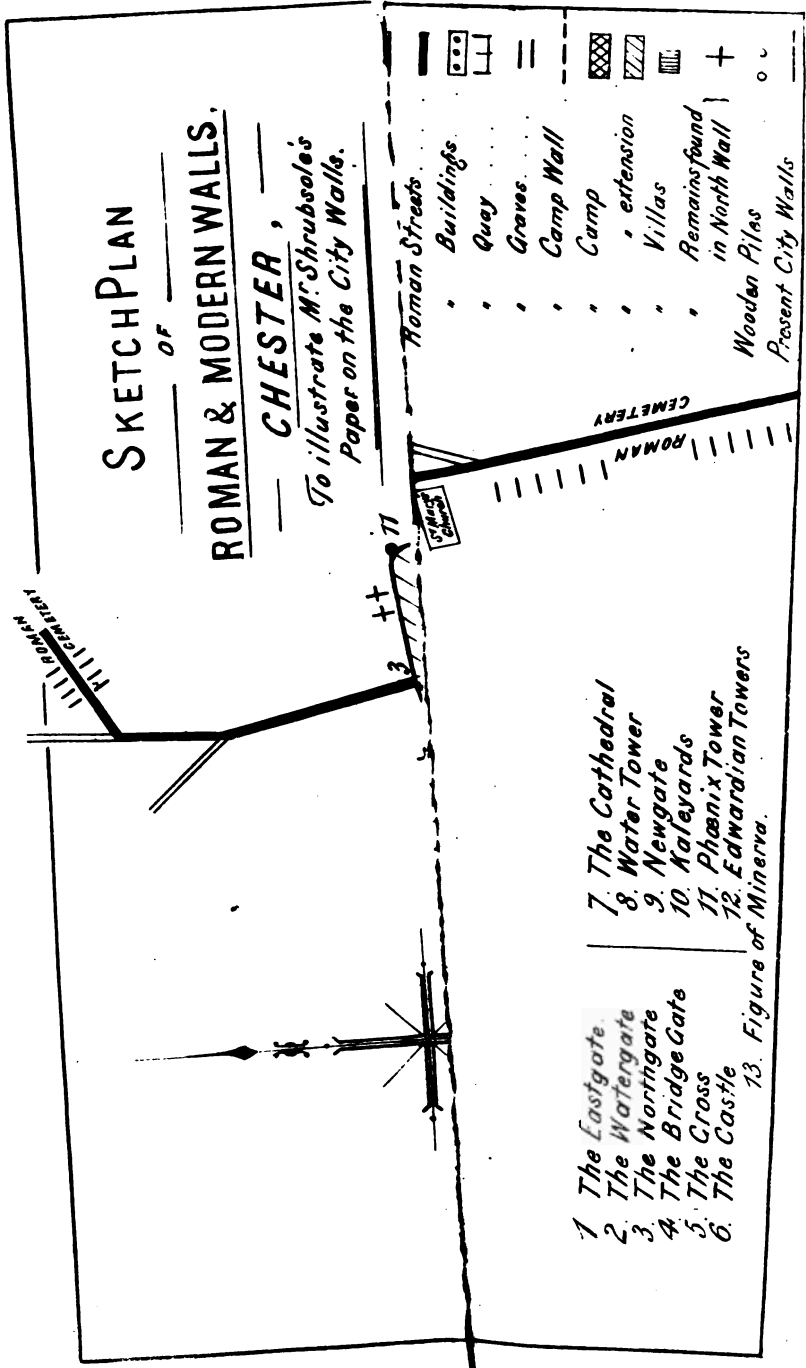 SKETCH PLAN
OF
ROMAN & MODERN WALLS,
CHESTER,
To illustrate Mr Shrubsole's
Paper on the City Walls.
Roman Streets
" Buildings
" Quay
" Graves
" Camp Wall
" Camp
" " extension
" Villas
" Remains found
in North Wall }
Wooden Piles
Present City Walls
ROMAN
CEMETERY
3
11
St Mary's
Church
ROMAN
CEMETERY
1 The Eastgate.
2. The Watergate
3. The Northgate
4. The Bridge Gate
5. The Cross
6. The Castle
7. The Cathedral
8. Water Tower
9. Newgate
10. Kaleyards
11. Phœnix Tower
12. Edwardian Towers
13. Figure of Minerva.